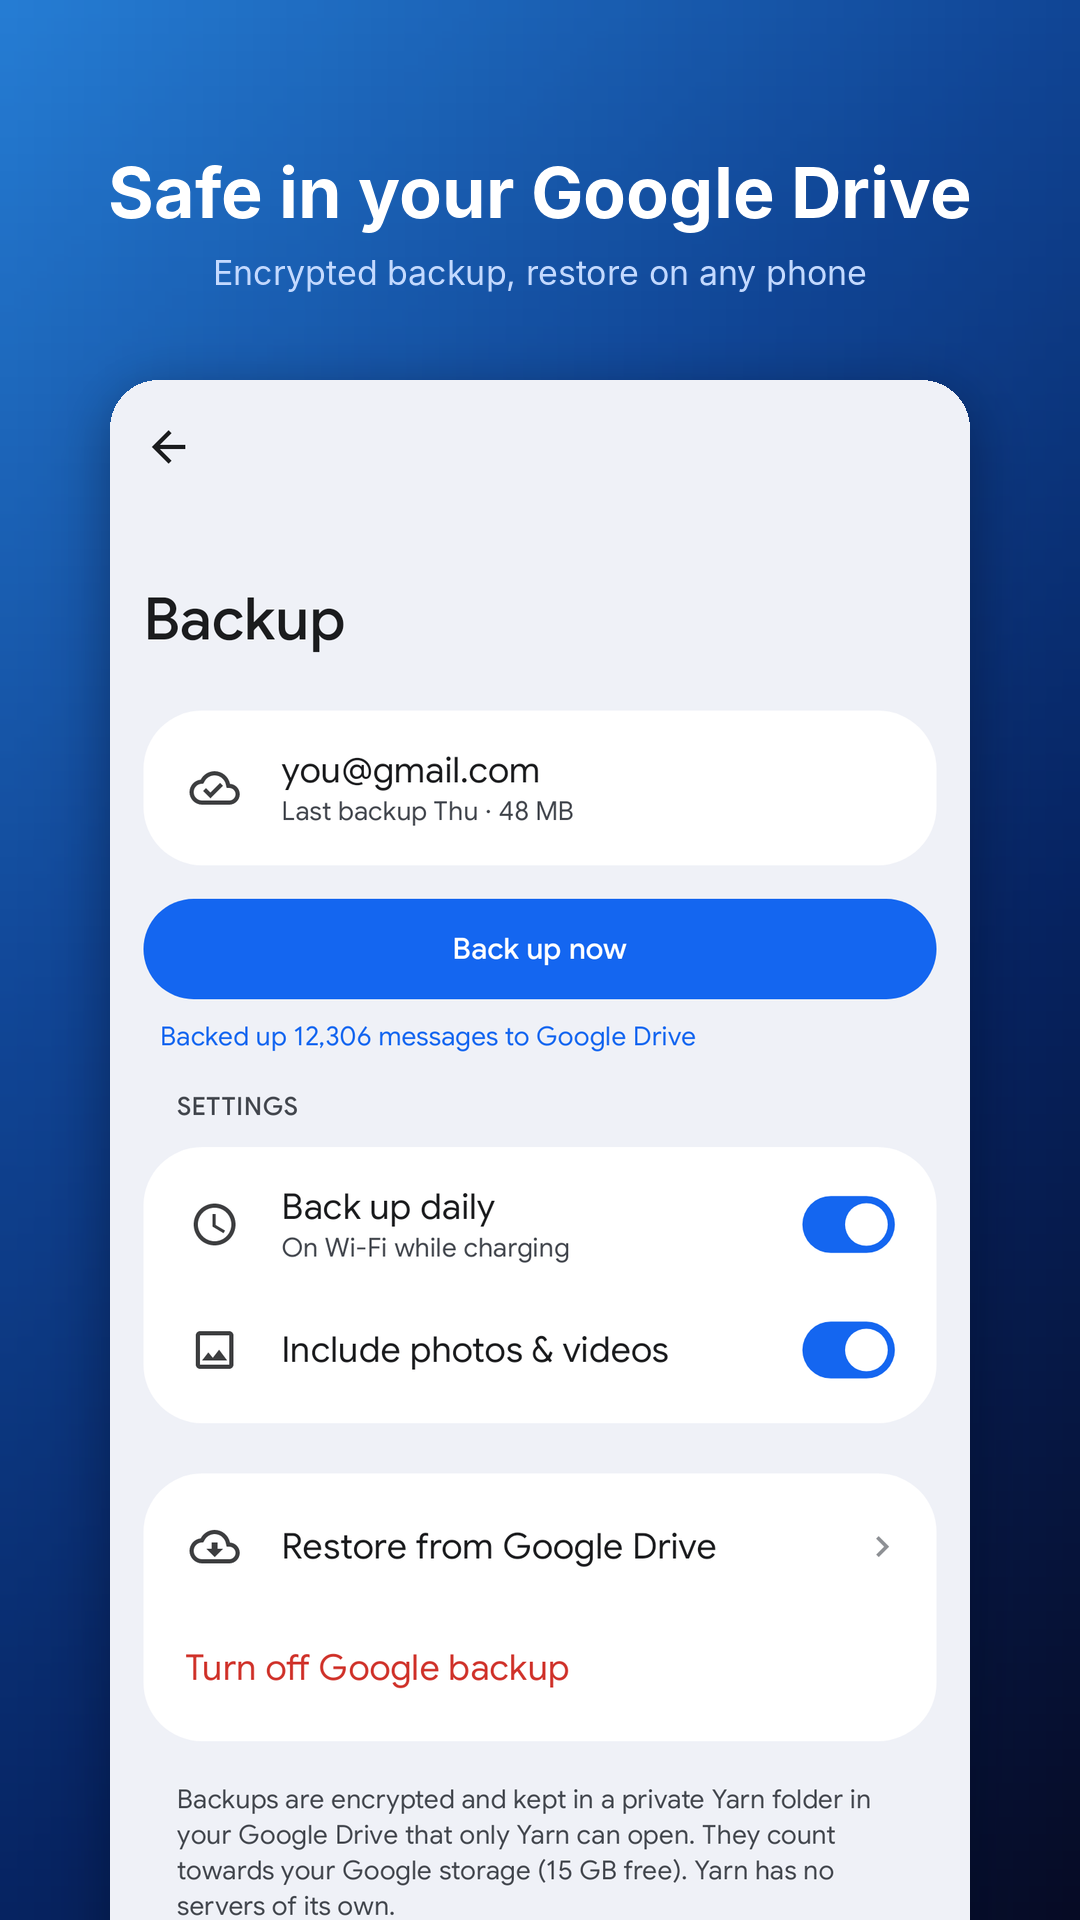 Safe in your Google Drive
Encrypted backup, restore on any phone
Backup
you@gmail.com
Last backup Thu · 48 MB
Back up now
Backed up 12,306 messages to Google Drive
SETTINGS
Back up daily
On Wi-Fi while charging
Include photos & videos
Restore from Google Drive
Turn off Google backup
Backups are encrypted and kept in a private Yarn folder in
your Google Drive that only Yarn can open. They count
towards your Google storage (15 GB free). Yarn has no
servers of its own.